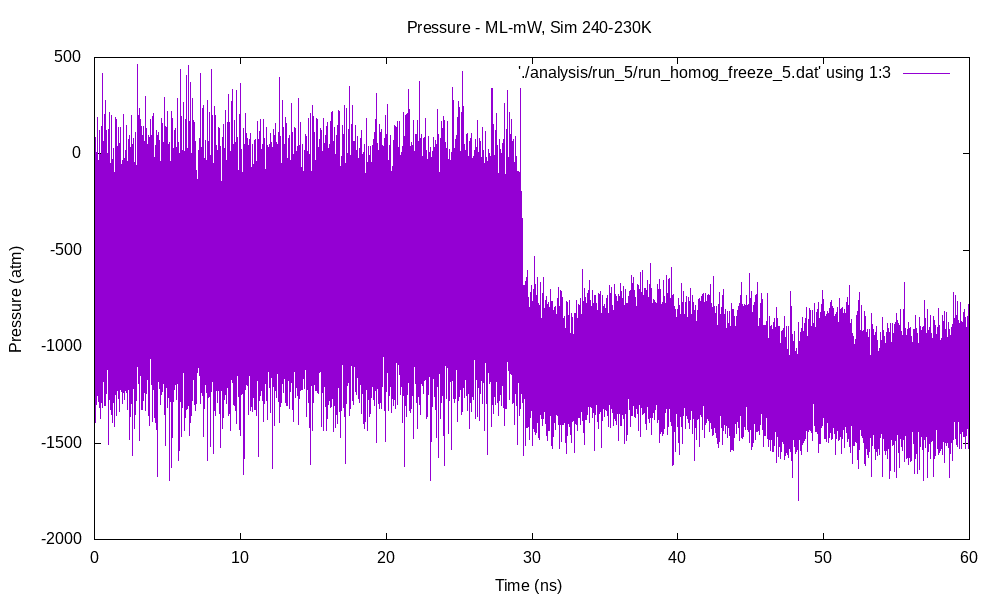 Pressure - ML-mW, Sim 240-230K
'./analysis/run_5/run_homog_freeze_5.dat' using 1:3
500
0
-500
-1000
-1500
-2000
Pressure (atm)
0 10 20 30 40 50 60
Time (ns)